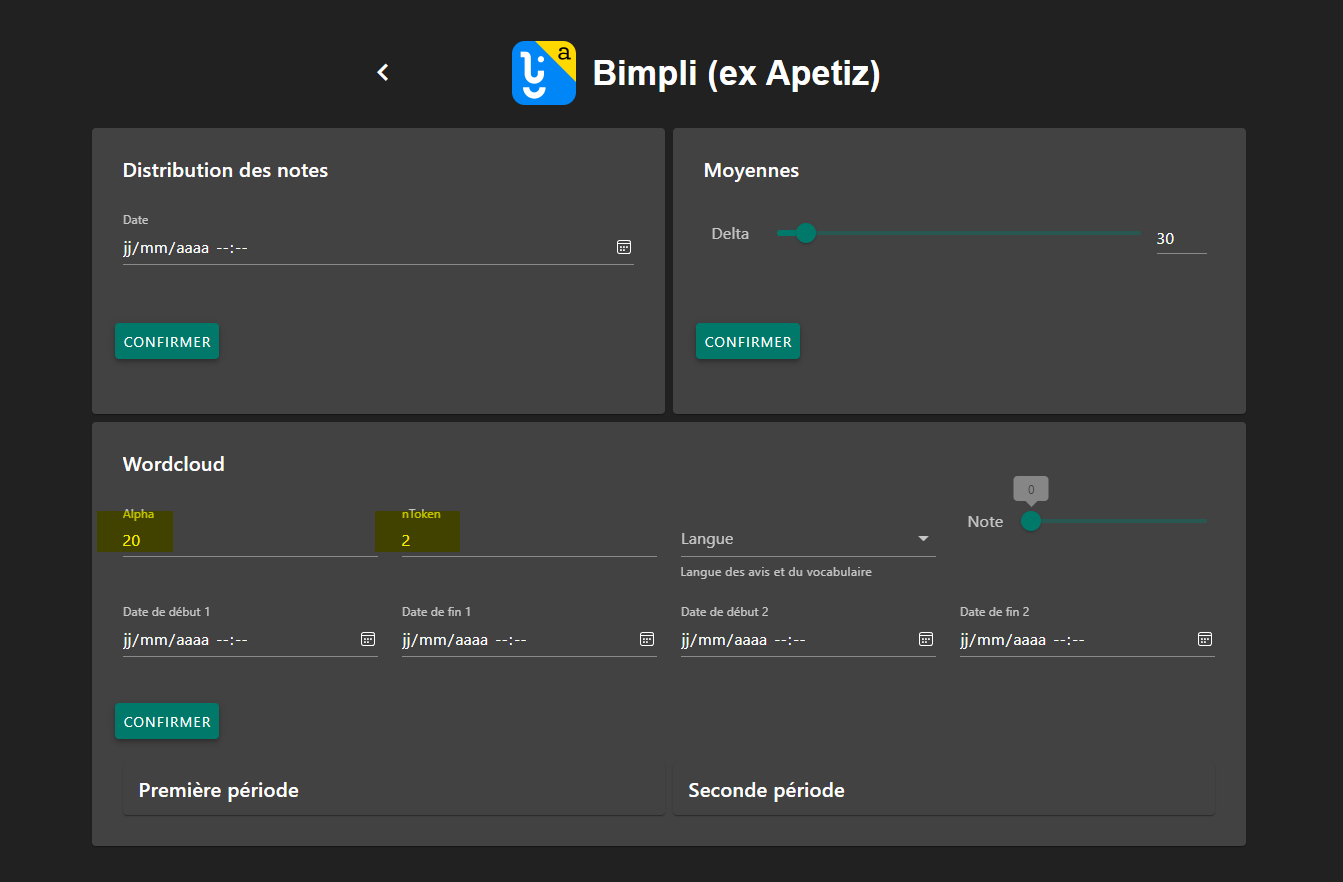 a
Bimpli (ex Apetiz)
Distribution des notes
Date
jj/mm/aaaa --:--
CONFIRMER
Moyennes
Delta
30
CONFIRMER
Wordcloud
Alpha
20
nToken
2
Langue
Langue des avis et du vocabulaire
Note
0
Date de début 1
jj/mm/aaaa --:--
Date de fin 1
jj/mm/aaaa --:--
Date de début 2
jj/mm/aaaa --:--
Date de fin 2
jj/mm/aaaa --:--
CONFIRMER
Première période
Seconde période